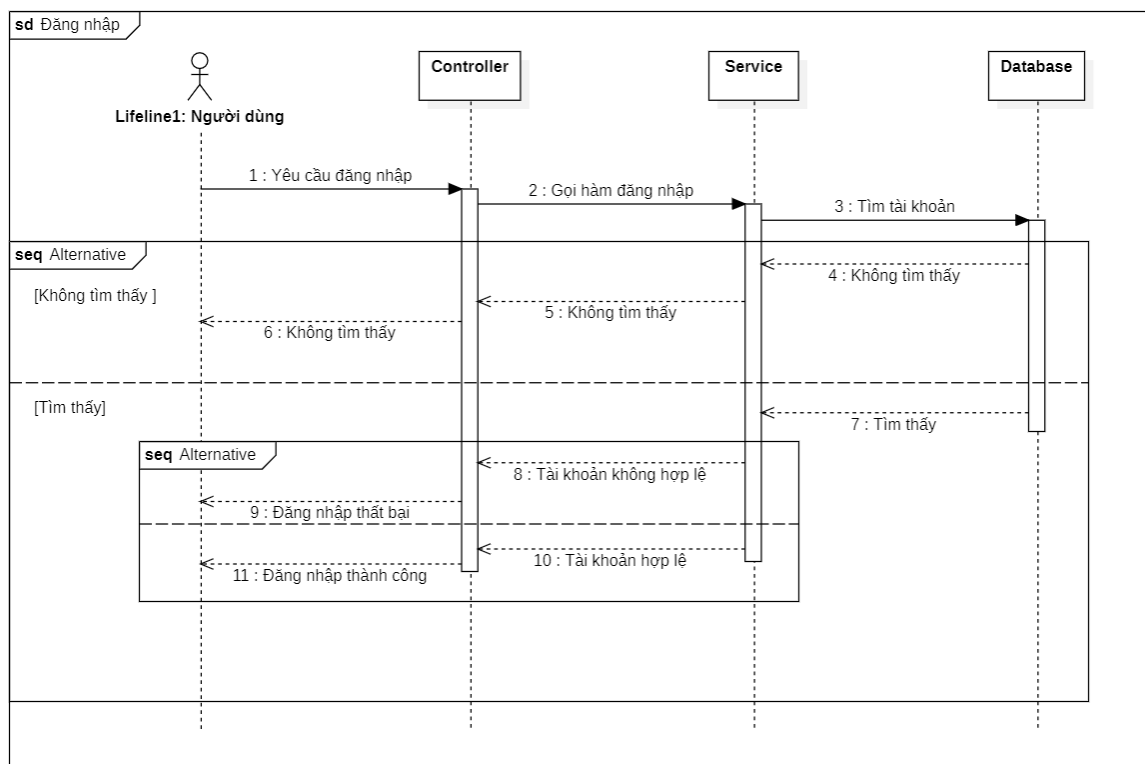 sd Đăng nhập
Controller
Service
Database
Lifeline1: Người dùng
1 : Yêu cầu đăng nhập
2 : Gọi hàm đăng nhập
3 : Tìm tài khoản
seq Alternative
4 : Không tìm thấy
[Không tìm thấy ]
5 : Không tìm thấy
6 : Không tìm thấy
[Tìm thấy]
7 : Tìm thấy
seq Alternative
8 : Tài khoản không hợp lệ
9 : Đăng nhập thất bại
10 : Tài khoản hợp lệ
11 : Đăng nhập thành công